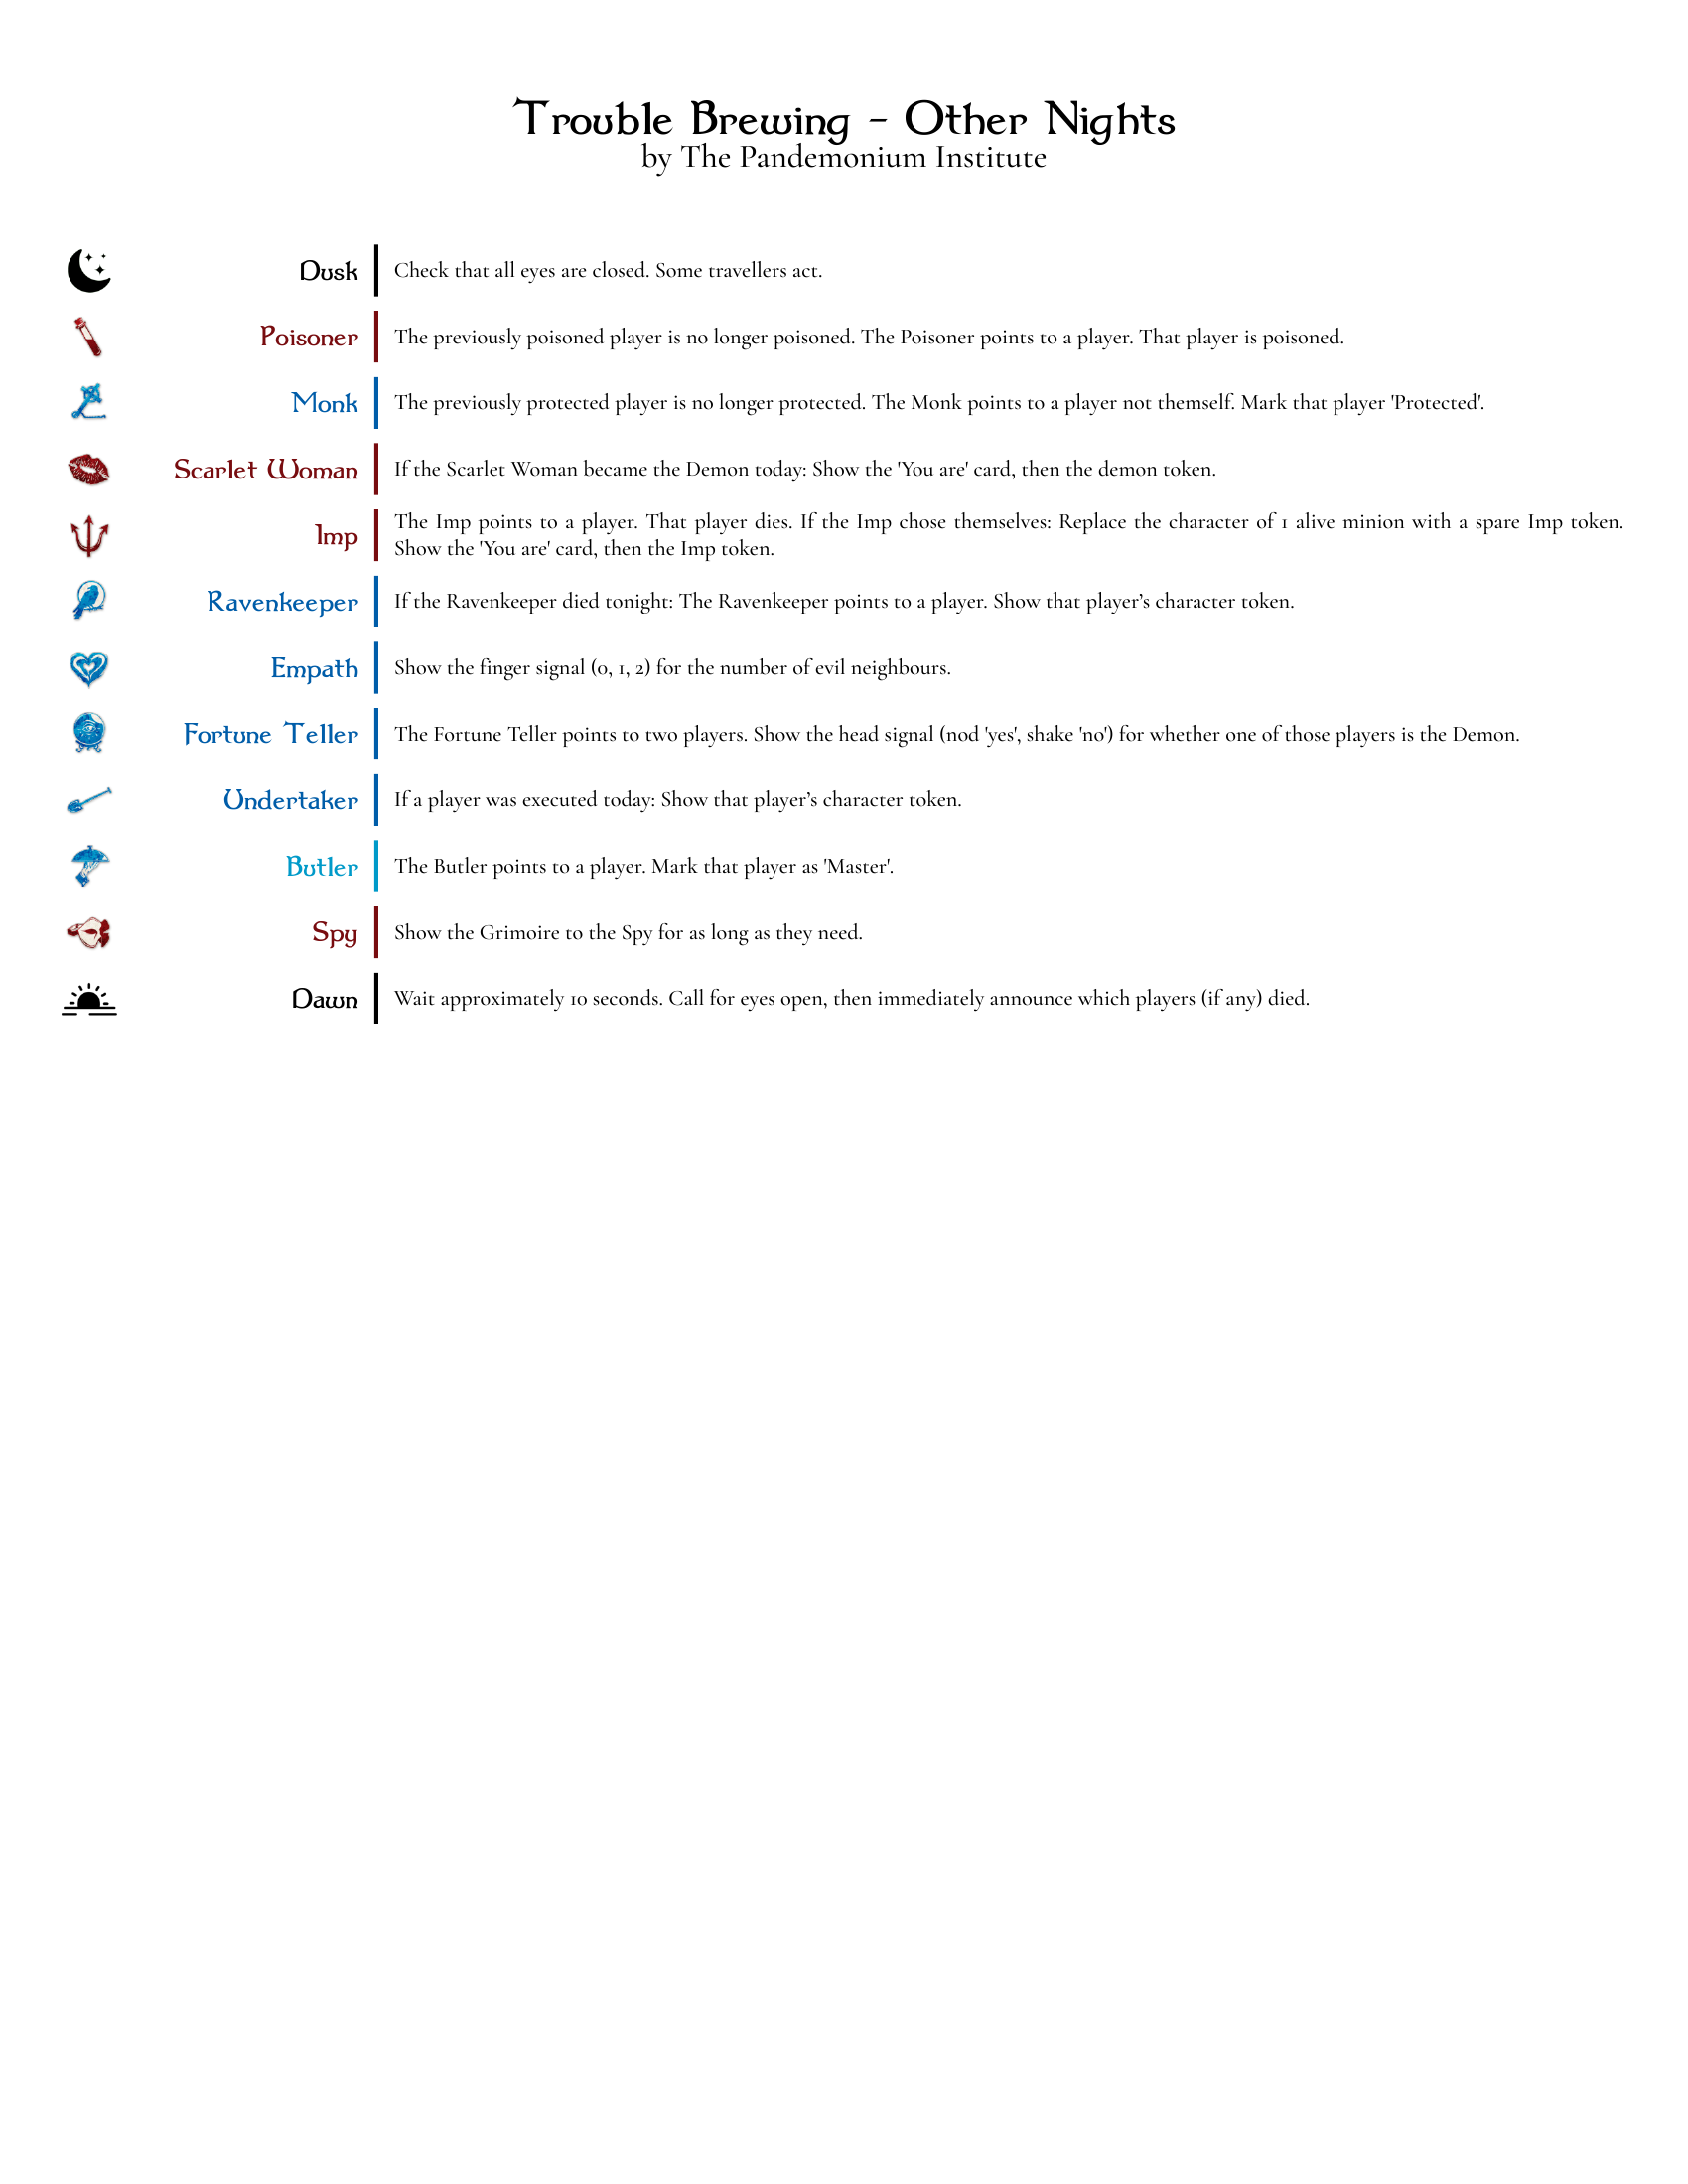 Trouble Brewing - Other Nights
by The Pandemonium Institute
Dusk
Check that all eyes are closed. Some travellers act.
Poisoner
The previously poisoned player is no longer poisoned. The Poisoner points to a player. That player is poisoned.
Monk
The previously protected player is no longer protected. The Monk points to a player not themself. Mark that player 'Protected'.
Scarlet Woman
If the Scarlet Woman became the Demon today: Show the 'You are' card, then the demon token.
Imp
The Imp points to a player. That player dies. If the Imp chose themselves: Replace the character of 1 alive minion with a spare Imp token.
Show the 'You are' card, then the Imp token.
Ravenkeeper
If the Ravenkeeper died tonight: The Ravenkeeper points to a player. Show that player’s character token.
Empath
Show the finger signal (0, 1, 2) for the number of evil neighbours.
Fortune Teller
The Fortune Teller points to two players. Show the head signal (nod 'yes', shake 'no') for whether one of those players is the Demon.
Undertaker
If a player was executed today: Show that player’s character token.
Butler
The Butler points to a player. Mark that player as 'Master'.
Spy
Show the Grimoire to the Spy for as long as they need.
Dawn
Wait approximately 10 seconds. Call for eyes open, then immediately announce which players (if any) died.